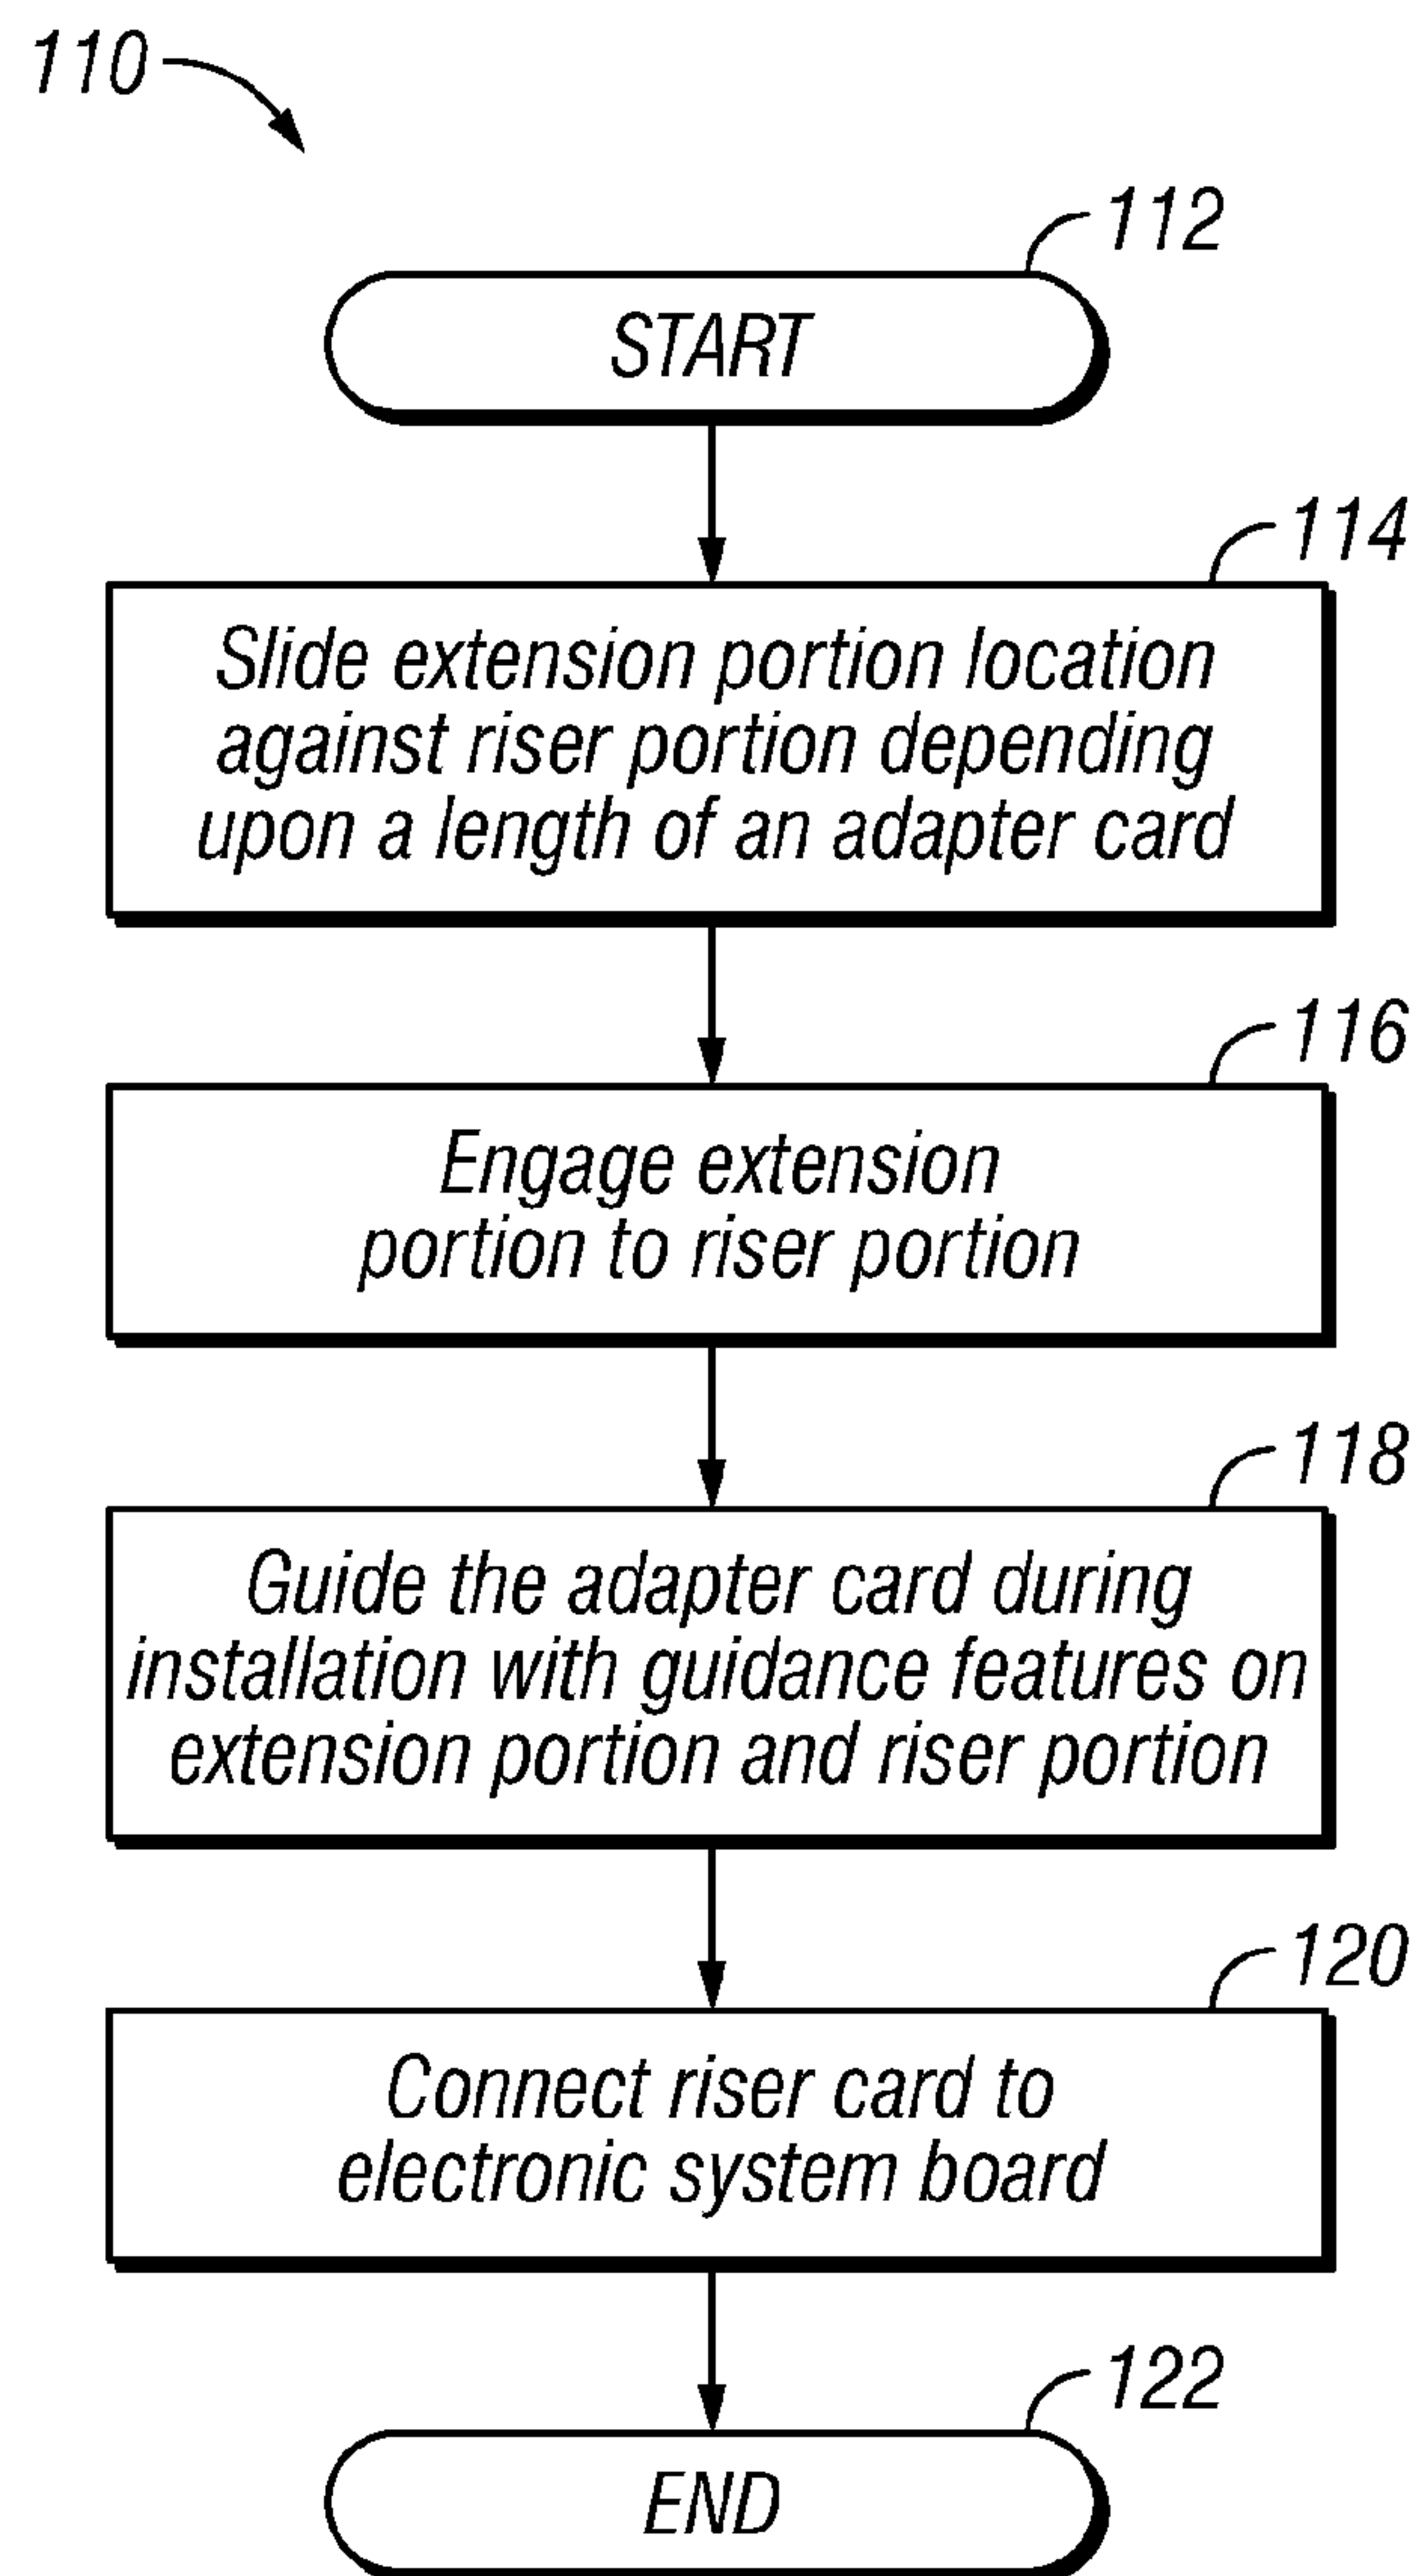 110
112
START
114
Slide extension portion location
against riser portion depending
upon a length of an adapter card
116
Engage extension
portion to riser portion
118
Guide the adapter card during
installation with guidance features on
extension portion and riser portion
120
Connect riser card to
electronic system board
122
END